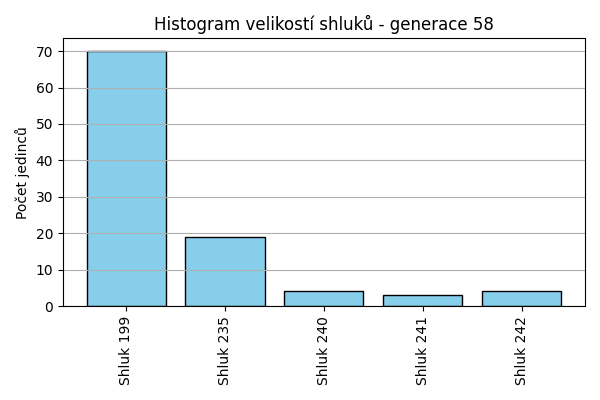 Histogram velikostí shluků - generace 58
Počet jedinců
70
60
50
40
30
20
10
0
Shluk 199
Shluk 235
Shluk 240
Shluk 241
Shluk 242